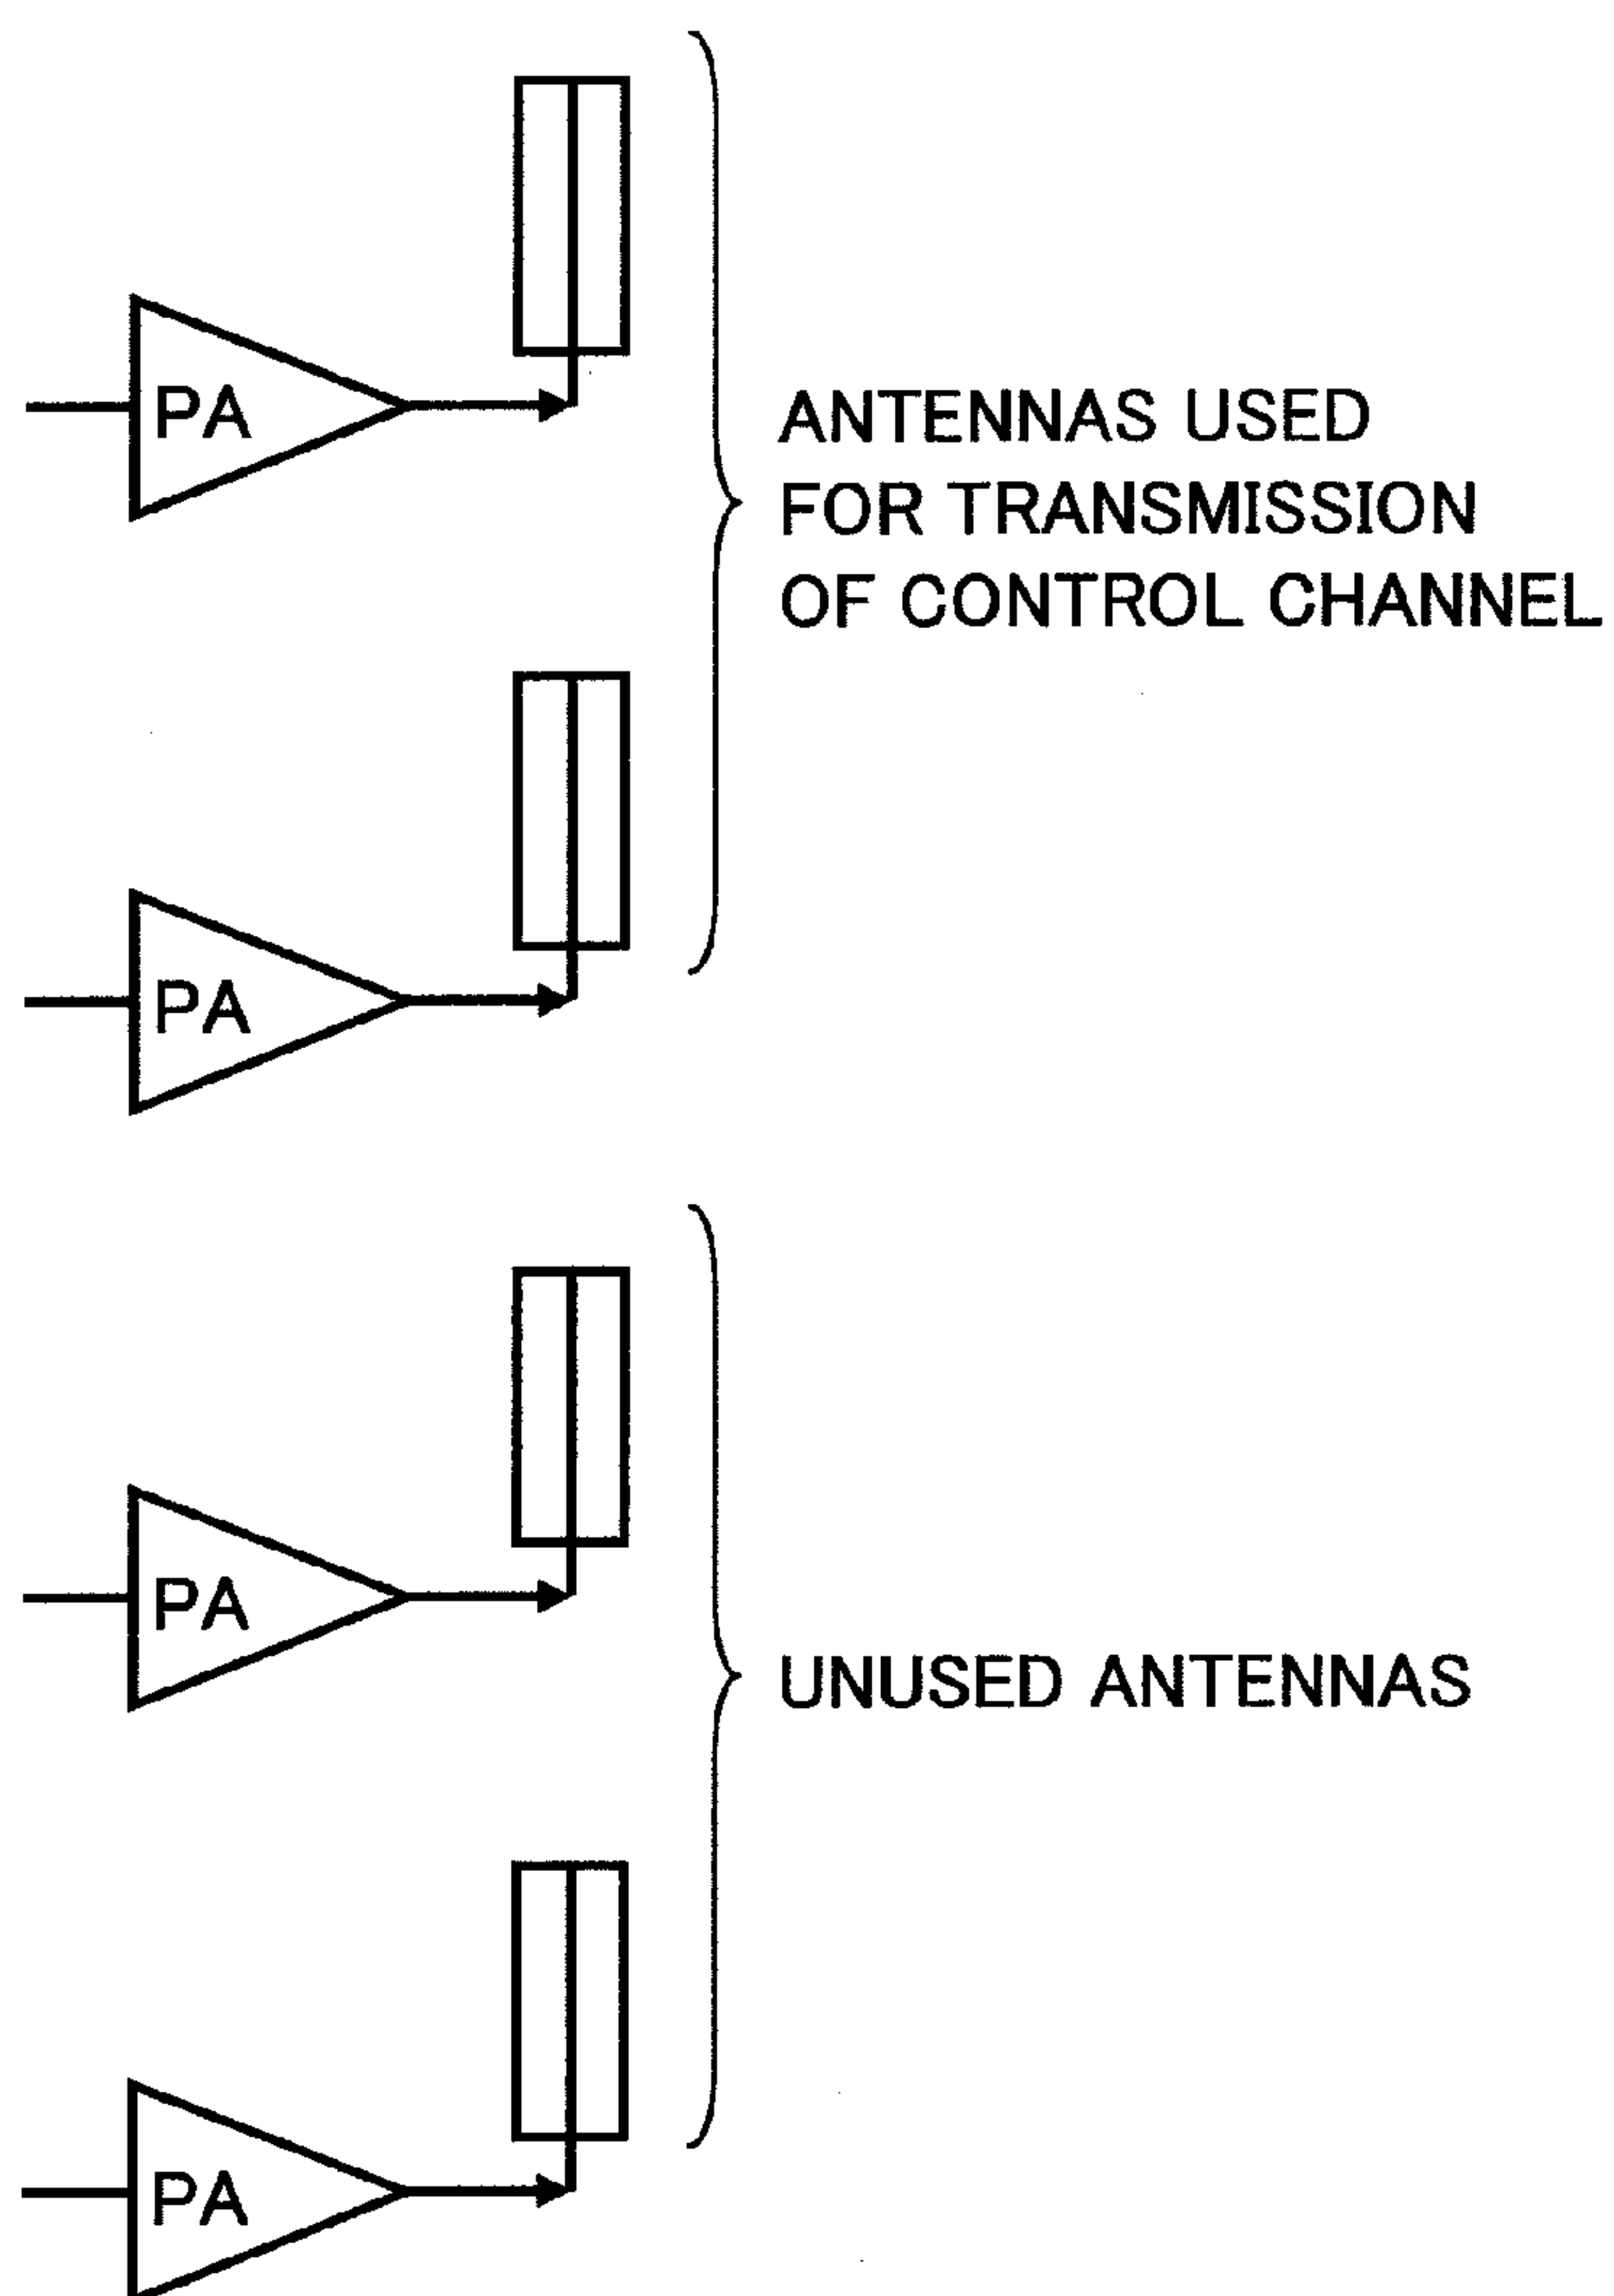 PA
ANTENNAS USED
FOR TRANSMISSION
OF CONTROL CHANNEL
PA
PA
UNUSED ANTENNAS
PA